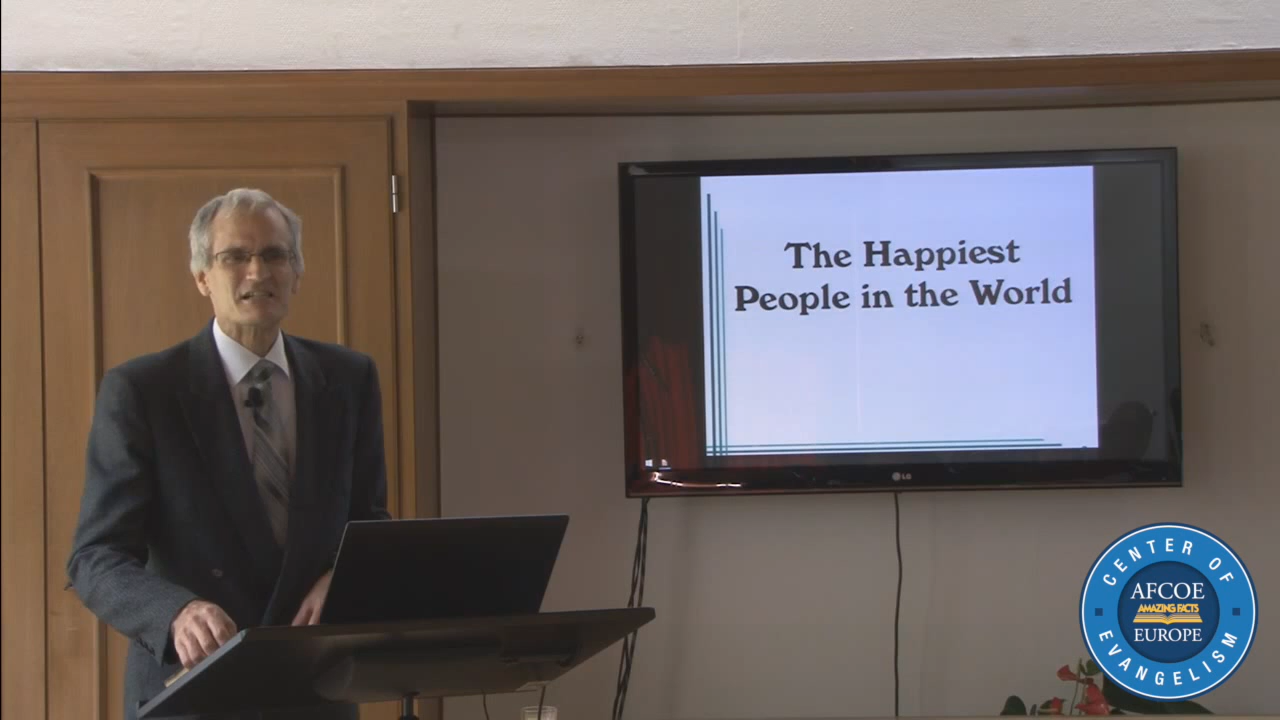 The Happiest
People in the World
LG
CENTER OF
AFCOE
AMAZING FACTS
EUROPE
EVANGELISM